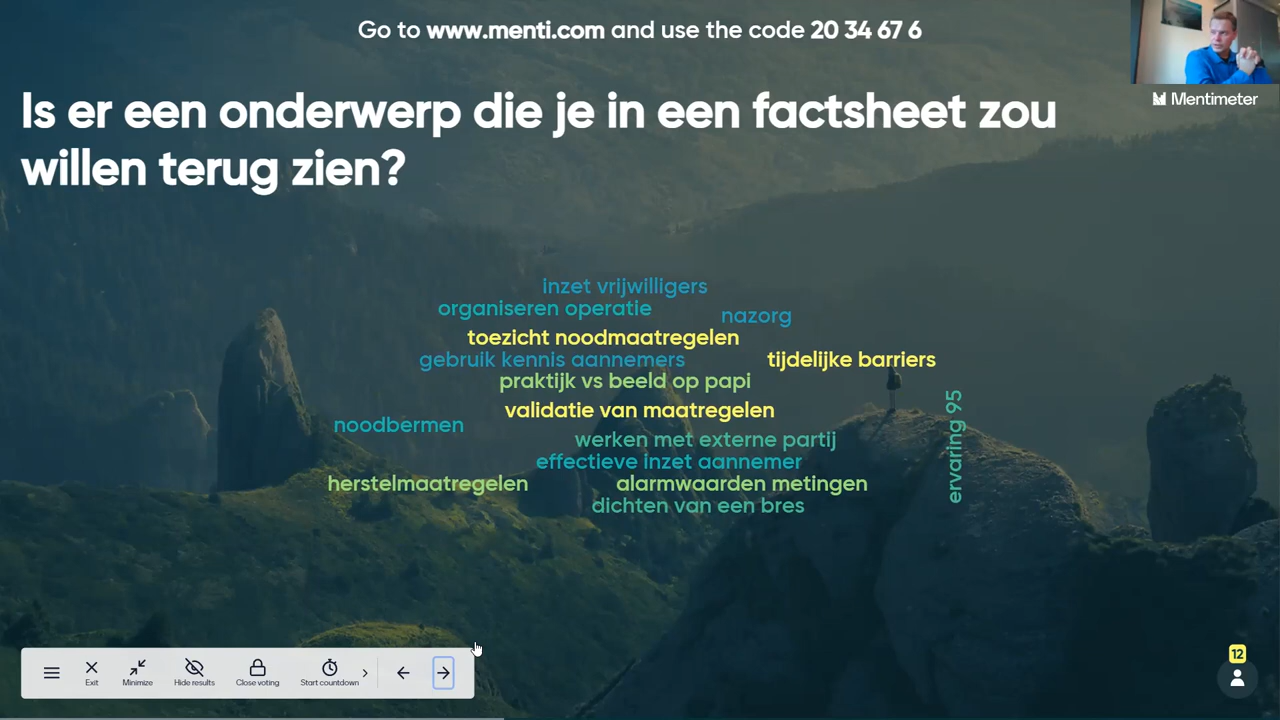 Go to www.menti.com and use the code 20 34 67 6
Mentimeter
Is er een onderwerp die je in een factsheet zou
willen terug zien?
inzet vrijwilligers
organiseren operatie
nazorg
toezicht noodmaatregelen
gebruik kennis aannemers
tijdelijke barriers
praktijk vs beeld op papi
validatie van maatregelen
ervaring 95
noodbermen
werken met externe partij
effectieve inzet aannemer
herstelmaatregelen
alarmwaarden metingen
dichten van een bres
Exit
Minimize
Hide results
Close voting
Start countdown
12